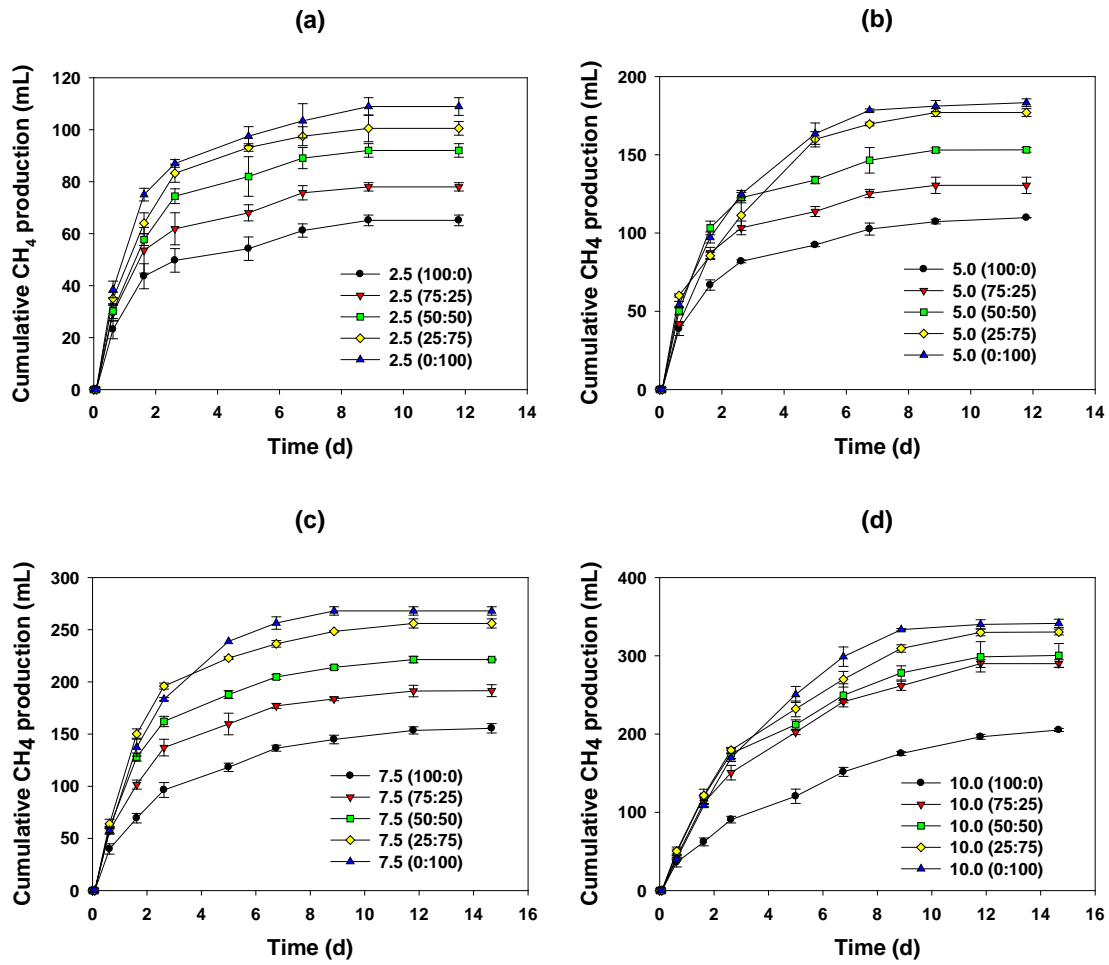 (a)
Cumulative CH4 production (mL)
120
100
80
60
40
20
0
2.5 (100:0)
2.5 (75:25)
2.5 (50:50)
2.5 (25:75)
2.5 (0:100)
0 2 4 6 8 10 12 14
Time (d)
(b)
Cumulative CH4 production (mL)
200
150
100
50
0
5.0 (100:0)
5.0 (75:25)
5.0 (50:50)
5.0 (25:75)
5.0 (0:100)
0 2 4 6 8 10 12 14
Time (d)
(c)
Cumulative CH4 production (mL)
300
250
200
150
100
50
0
7.5 (100:0)
7.5 (75:25)
7.5 (50:50)
7.5 (25:75)
7.5 (0:100)
0 2 4 6 8 10 12 14 16
Time (d)
(d)
Cumulative CH4 production (mL)
400
300
200
100
0
10.0 (100:0)
10.0 (75:25)
10.0 (50:50)
10.0 (25:75)
10.0 (0:100)
0 2 4 6 8 10 12 14 16
Time (d)